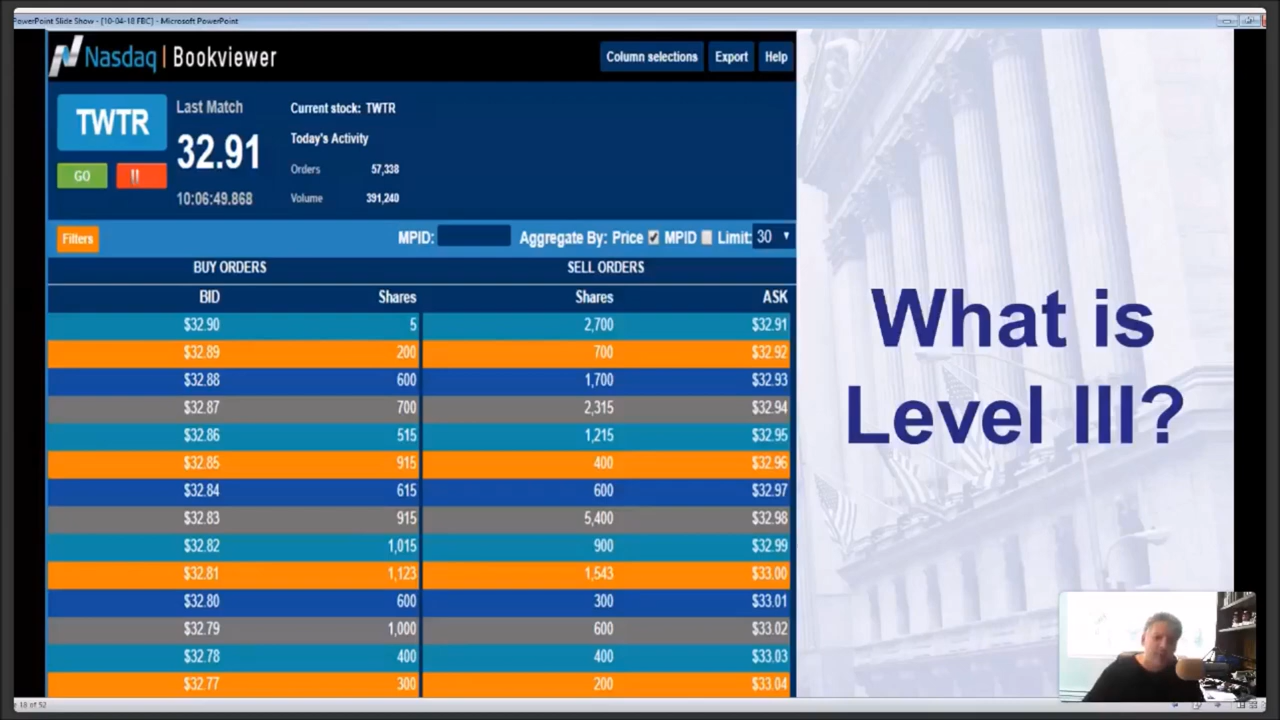 PowerPoint Slide Show - [10-04-18 FBC] - Microsoft PowerPoint
Nasdaq | Bookviewer
Column selections
Export
Help
TWTR
Last Match
32.91
10:06:49.868
GO
Current stock: TWTR
Today's Activity
Orders 57,338
Volume 391,240
Filters
MPID:
Aggregate By: Price MPID Limit: 30
BUY ORDERS SELL ORDERS
BID Shares Shares ASK
$32.90 5 2,700 $32.91
$32.89 200 700 $32.92
$32.88 600 1,700 $32.93
$32.87 700 2,315 $32.94
$32.86 515 1,215 $32.95
$32.85 915 400 $32.96
$32.84 615 600 $32.97
$32.83 915 5,400 $32.98
$32.82 1,015 900 $32.99
$32.81 1,123 1,543 $33.00
$32.80 600 300 $33.01
$32.79 1,000 600 $33.02
$32.78 400 400 $33.03
$32.77 300 200 $33.04
What is
Level III?
18 of 52